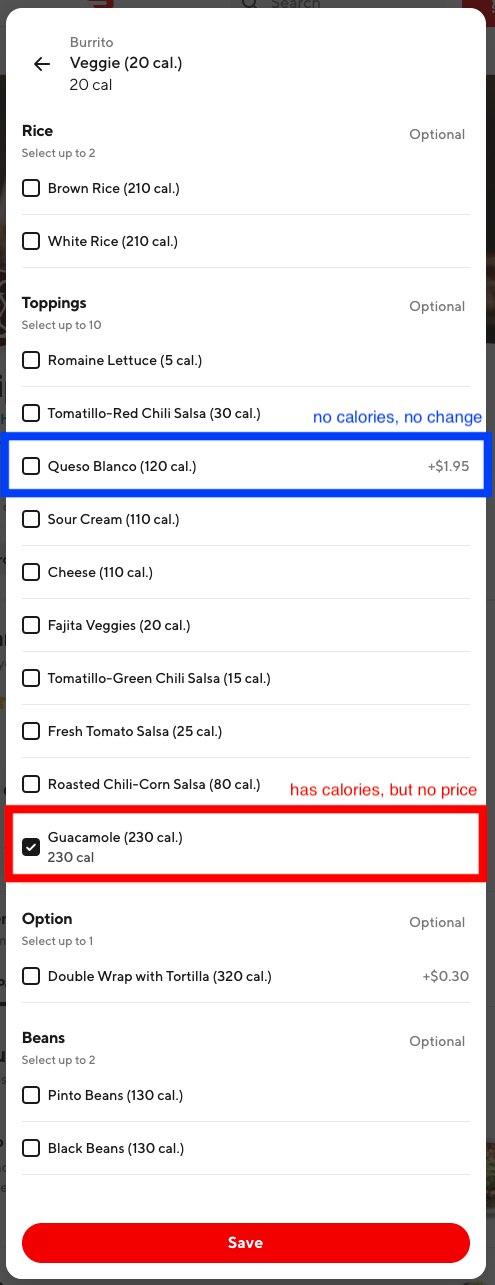 Search
Burrito
Veggie (20 cal.)
20 cal
Rice
Optional
Select up to 2
Brown Rice (210 cal.)
White Rice (210 cal.)
Toppings
Optional
Select up to 10
Romaine Lettuce (5 cal.)
Tomatillo-Red Chili Salsa (30 cal.)
no calories, no change
Queso Blanco (120 cal.)
+$1.95
Sour Cream (110 cal.)
Cheese (110 cal.)
Fajita Veggies (20 cal.)
Tomatillo-Green Chili Salsa (15 cal.)
Fresh Tomato Salsa (25 cal.)
Roasted Chili-Corn Salsa (80 cal.)
has calories, but no price
Guacamole (230 cal.)
230 cal
Option
Optional
Select up to 1
Double Wrap with Tortilla (320 cal.)
+$0.30
Beans
Optional
Select up to 2
Pinto Beans (130 cal.)
Black Beans (130 cal.)
Save